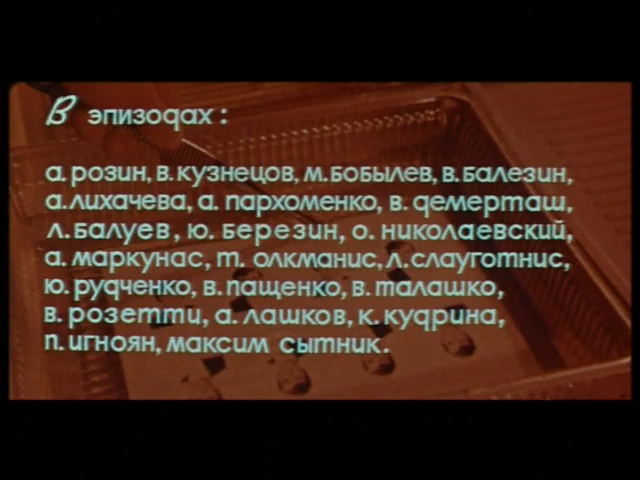 В эпизодах:
а. розин, в. кузнецов, м. бобылев, в. балезин,
а. лихачева, а. пархоменко, в. демерташ,
л. балуев, ю. березин, о. николаевский,
а. маркунас, т. олкманис, л. слауготнис,
ю. рудченко, в. пащенко, в. талашко,
в. розетти, а. лашков, к. кудрина,
п. игноян, максим сытник.